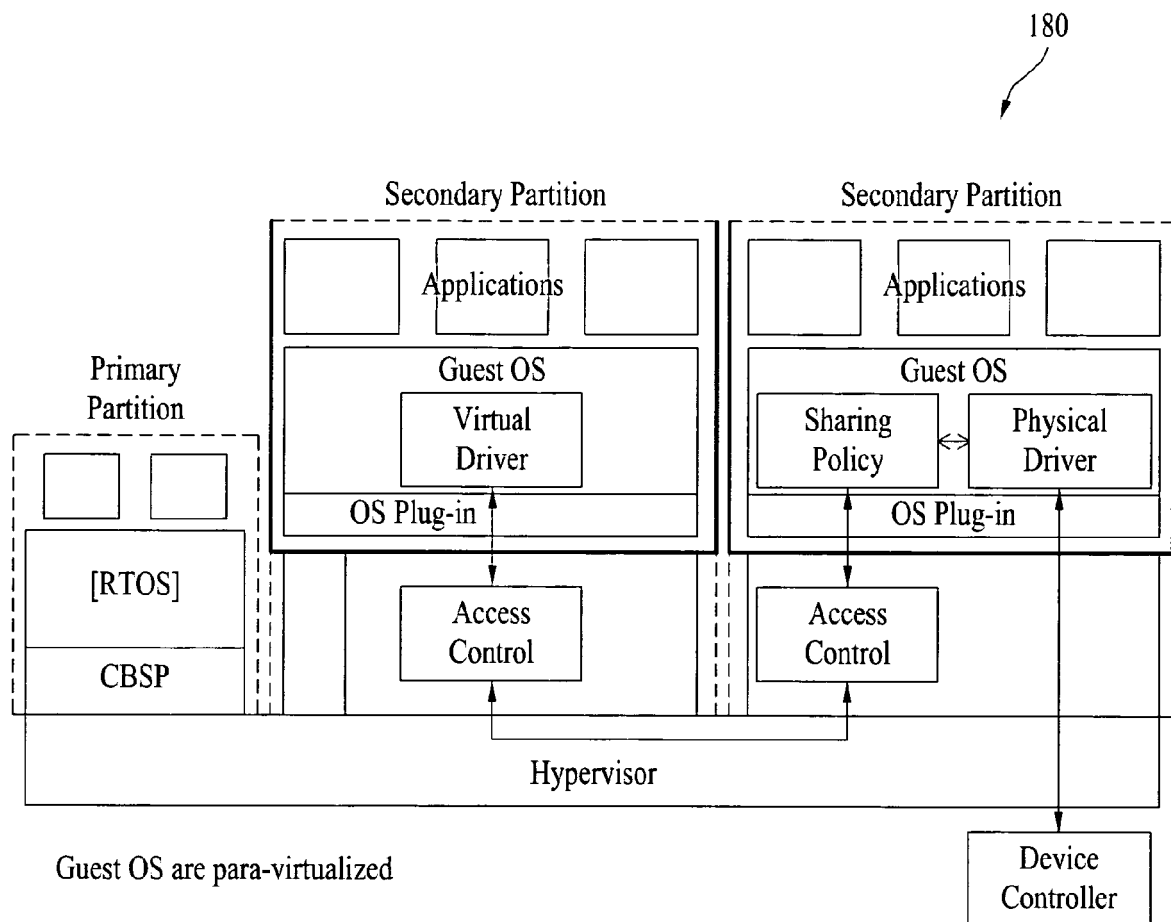 180
Secondary Partition
Secondary Partition
Applications
Applications
Primary
Partition
Guest OS
Guest OS
Virtual
Driver
Sharing
Policy
Physical
Driver
OS Plug-in
OS Plug-in
[RTOS]
CBSP
Access
Control
Access
Control
Hypervisor
Guest OS are para-virtualized
Device
Controller